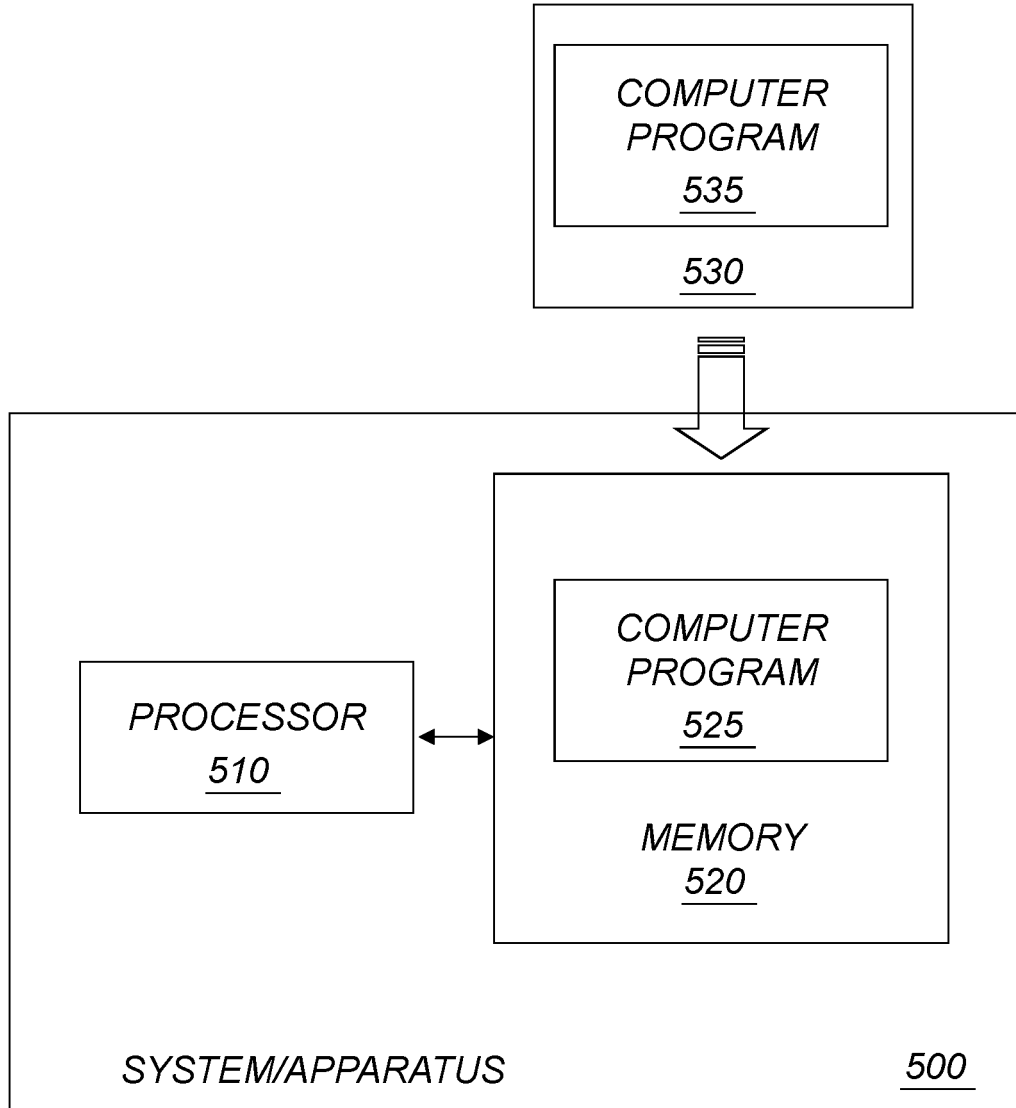 COMPUTER
PROGRAM
535
530
COMPUTER
PROGRAM
525
PROCESSOR
510
MEMORY
520
SYSTEM/APPARATUS
500